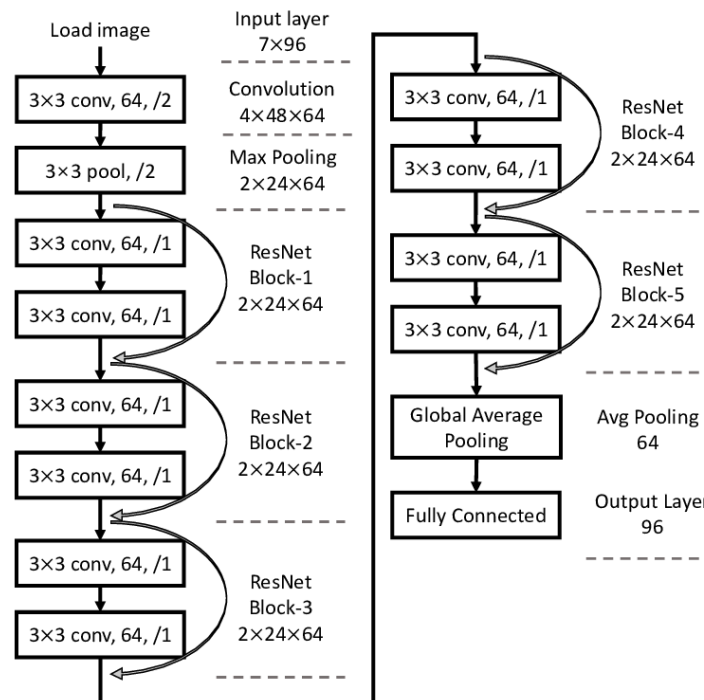 Load image
Input layer
7×96
3×3 conv, 64, /2
Convolution
4×48×64
3×3 pool, /2
Max Pooling
2×24×64
3×3 conv, 64, /1
3×3 conv, 64, /1
ResNet
Block-1
2×24×64
3×3 conv, 64, /1
3×3 conv, 64, /1
ResNet
Block-2
2×24×64
3×3 conv, 64, /1
3×3 conv, 64, /1
ResNet
Block-3
2×24×64
3×3 conv, 64, /1
3×3 conv, 64, /1
ResNet
Block-4
2×24×64
3×3 conv, 64, /1
3×3 conv, 64, /1
ResNet
Block-5
2×24×64
Global Average
Pooling
Avg Pooling
64
Fully Connected
Output Layer
96